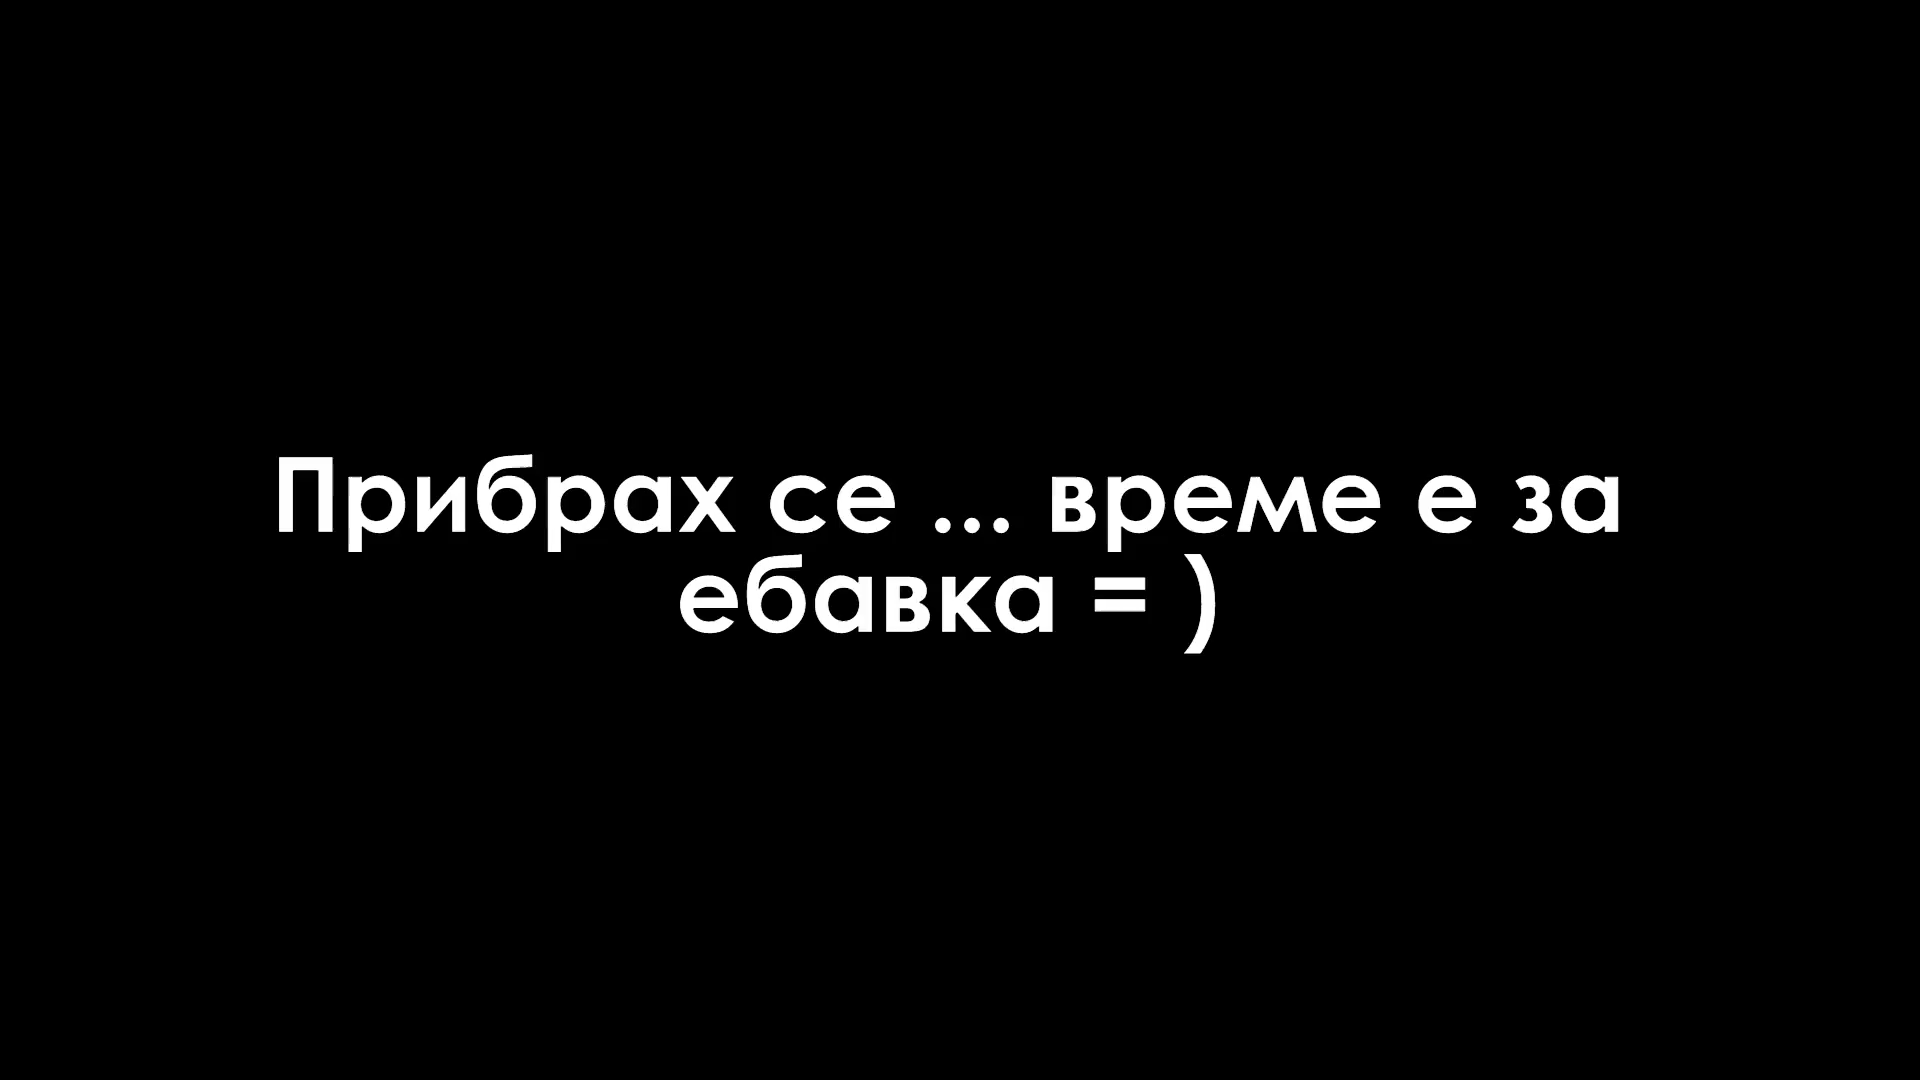 Прибрах се ... време е за
ебавка = )